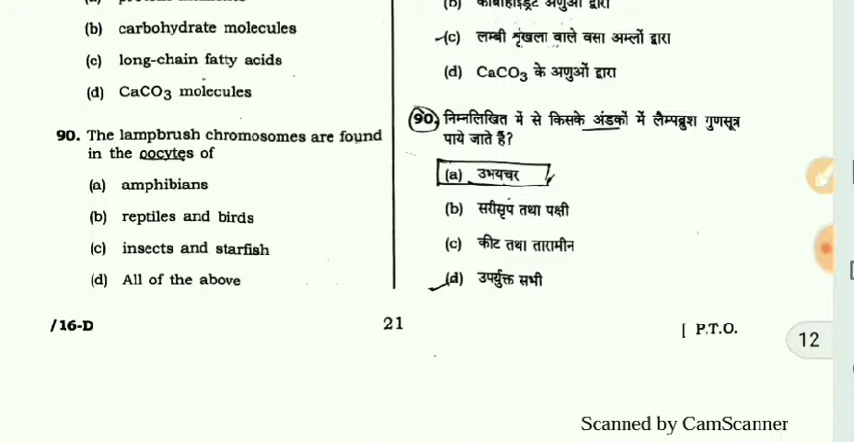 (b) carbohydrate molecules
(c) long-chain fatty acids
(d) CaCO3 molecules
90. The lampbrush chromosomes are found
in the oocytes of
(a) amphibians
(b) reptiles and birds
(c) insects and starfish
(d) All of the above
(b) कार्बोहाइड्रेट अणुओं द्वारा
(c) लम्बी शृंखला वाले वसा अम्लों द्वारा
(d) CaCO3 के अणुओं द्वारा
90. निम्नलिखित में से किसके अंडकों में लैम्पब्रुश गुणसूत्र
पाये जाते हैं?
(a) उभयचर
(b) सरीसृप तथा पक्षी
(c) कीट तथा तारामीन
(d) उपर्युक्त सभी
/16-D
21
[ P.T.O.
12
Scanned by CamScanner